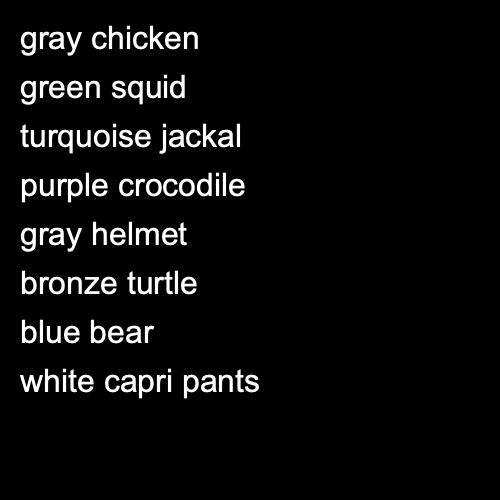 gray chicken
green squid
turquoise jackal
purple crocodile
gray helmet
bronze turtle
blue bear
white capri pants